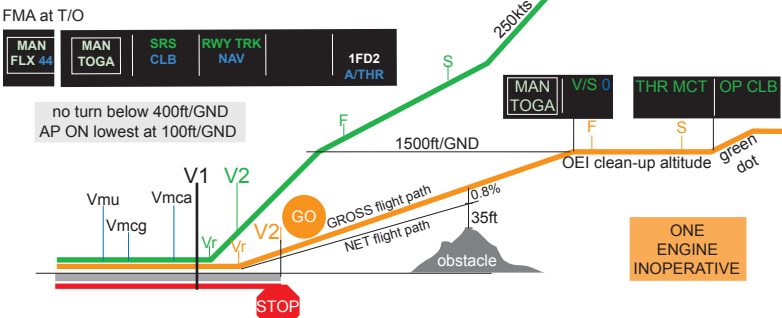 FMA at T/O
MAN
FLX 44
MAN
TOGA
SRS
CLB
RWY TRK
NAV
1FD2
A/THR
no turn below 400ft/GND
AP ON lowest at 100ft/GND
250kts
S
F
1500ft/GND
MAN
TOGA
V/S 0
THR MCT
OP CLB
F
S
OEI clean-up altitude
green
dot
V1
Vmu
Vmcg
Vmca
V2
Vr
Vr
V2
GO
GROSS flight path
NET flight path
0.8%
35ft
obstacle
STOP
ONE
ENGINE
INOPERATIVE